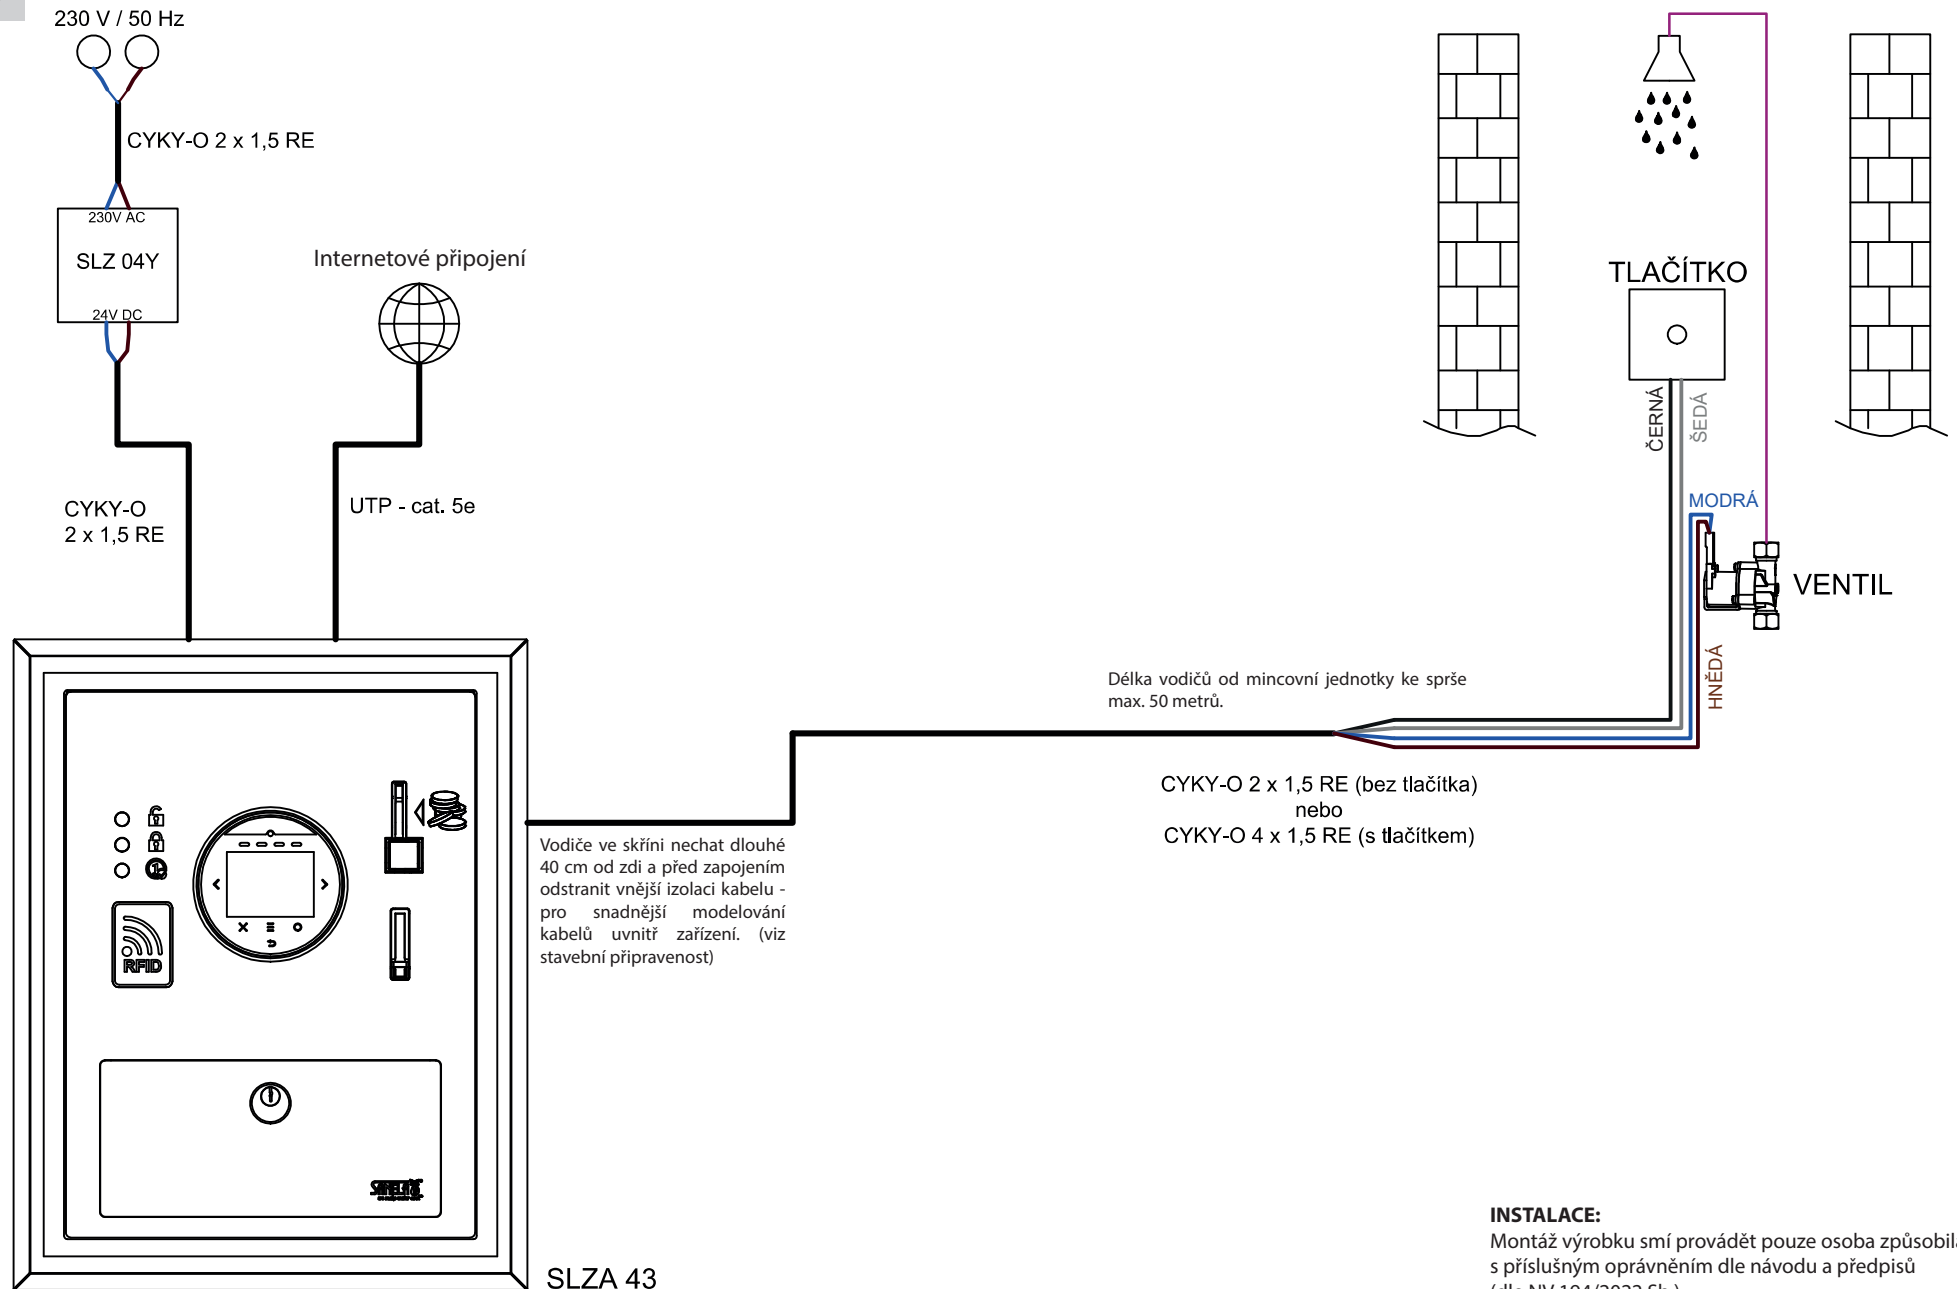 230 V / 50 Hz
CYKY-O 2 x 1,5 RE
230V AC
SLZ 04Y
24V DC
Internetové připojení
CYKY-O
2 x 1,5 RE
UTP - cat. 5e
TLAČÍTKO
ČERNÁ
ŠEDÁ
MODRÁ
VENTIL
HNĚDÁ
Délka vodičů od mincovní jednotky ke sprše
max. 50 metrů.
CYKY-O 2 x 1,5 RE (bez tlačítka)
nebo
CYKY-O 4 x 1,5 RE (s tlačítkem)
Vodiče ve skříni nechat dlouhé
40 cm od zdi a před zapojením
odstranit vnější izolaci kabelu -
pro snadnější modelování
kabelů uvnitř zařízení. (viz
stavební připravenost)
RFID
SLZA 43
INSTALACE:
Montáž výrobku smí provádět pouze osoba způsobilá
s příslušným oprávněním dle návodu a předpisů